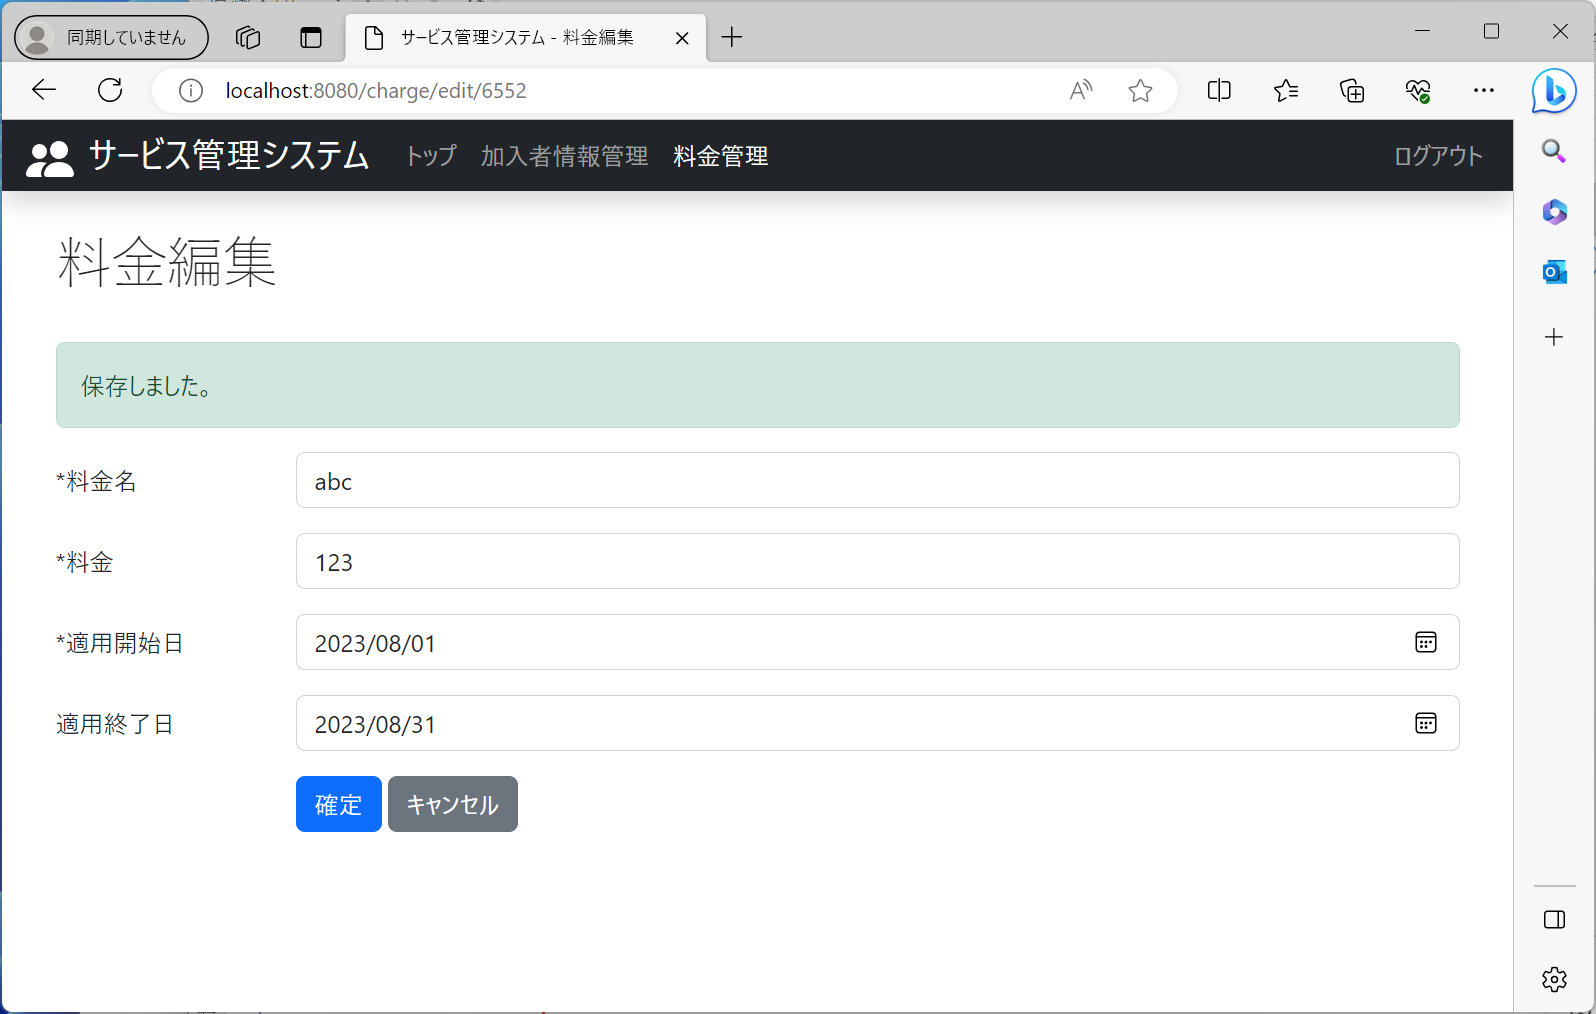 同期していません
サービス管理システム - 料金編集
localhost:8080/charge/edit/6552
サービス管理システム トップ 加入者情報管理 料金管理 ログアウト
料金編集
保存しました。
*料金名 abc
*料金 123
*適用開始日 2023/08/01
適用終了日 2023/08/31
確定 キャンセル